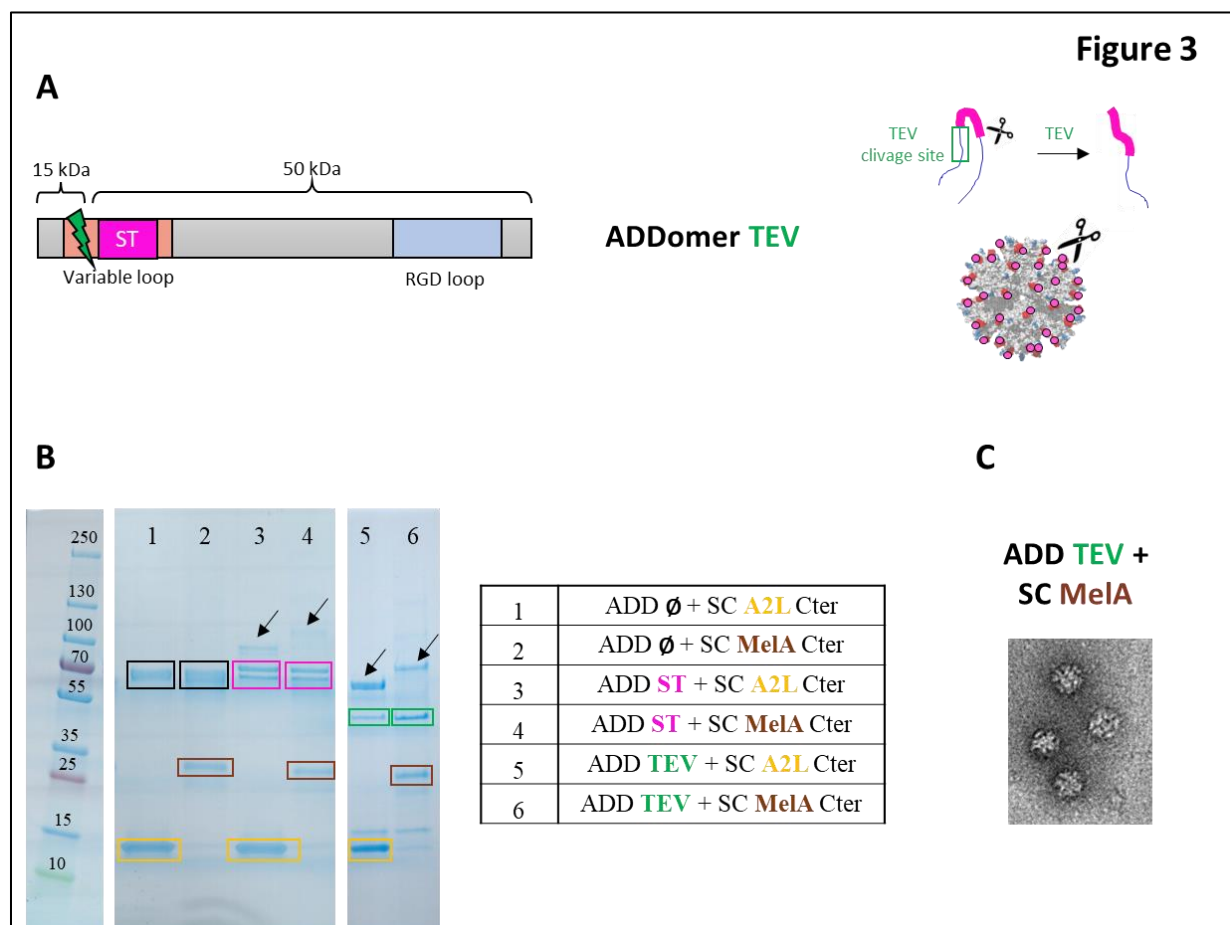 Figure 3
A
TEV
clivage site
TEV
15 kDa
50 kDa
ST
Variable loop
RGD loop
ADDomer TEV
B
C
250
130
100
70
55
35
25
15
10
1 2 3 4 5 6
1 ADD Ø + SC A2L Cter
2 ADD Ø + SC MelA Cter
3 ADD ST + SC A2L Cter
4 ADD ST + SC MelA Cter
5 ADD TEV + SC A2L Cter
6 ADD TEV + SC MelA Cter
ADD TEV +
SC MelA